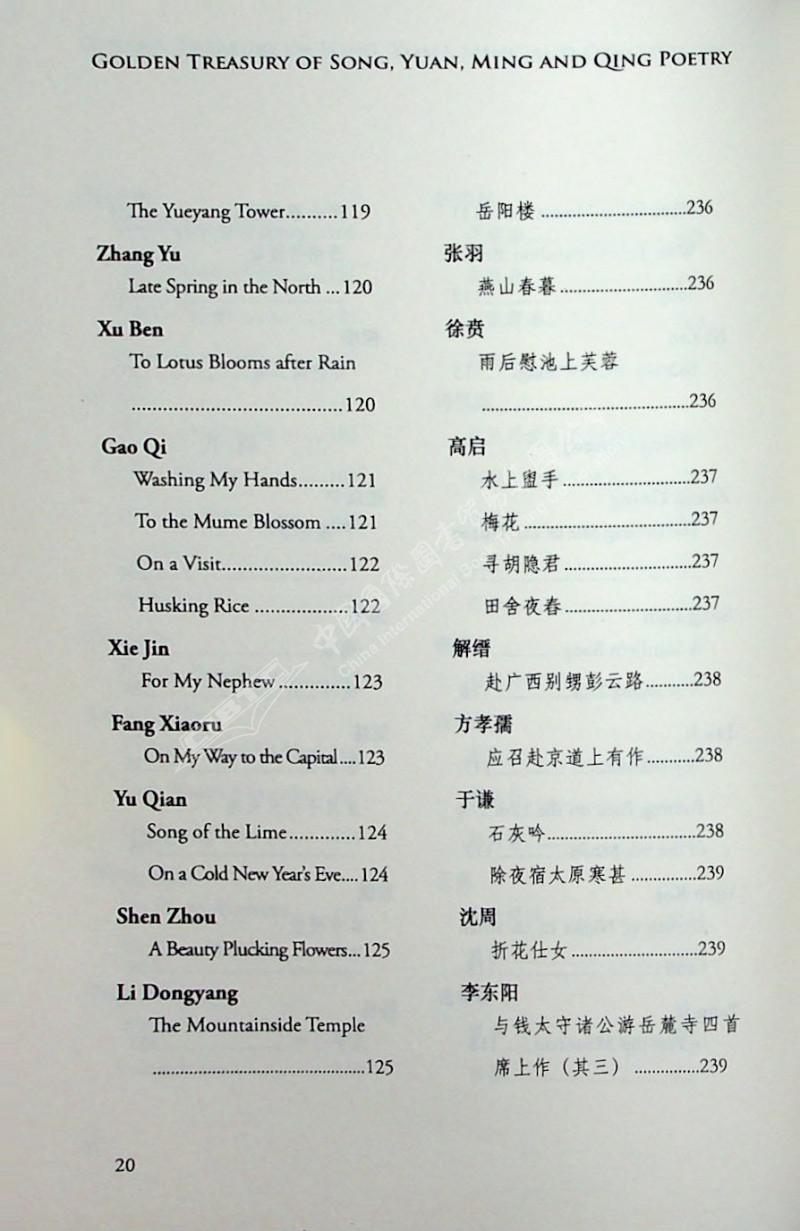 GOLDEN TREASURY OF SONG, YUAN, MING AND QING POETRY
The Yueyang Tower..........119
Zhang Yu
Late Spring in the North ...120
Xu Ben
To Lotus Blooms after Rain
........................................120
Gao Qi
Washing My Hands.........121
To the Mume Blossom ....121
On a Visit........................122
Husking Rice ..................122
Xie Jin
For My Nephew..............123
Fang Xiaoru
On My Way to the Capital....123
Yu Qian
Song of the Lime.............124
On a Cold New Year's Eve....124
Shen Zhou
A Beauty Plucking Flowers...125
Li Dongyang
The Mountainside Temple
..................................................125
岳阳楼 ..................................236
张羽
燕山春暮..............................236
徐贲
雨后慰池上芙蓉
..................................................236
高启
水上盥手..............................237
梅花.......................................237
寻胡隐君..............................237
田舍夜舂..............................237
解缙
赴广西别甥彭云路...........238
方孝孺
应召赴京道上有作...........238
于谦
石灰吟...................................238
除夜宿太原寒甚 ................239
沈周
折花仕女..............................239
李东阳
与钱太守诸公游岳麓寺四首
席上作（其三） ...............239
20
中国国际图书
China International Bo